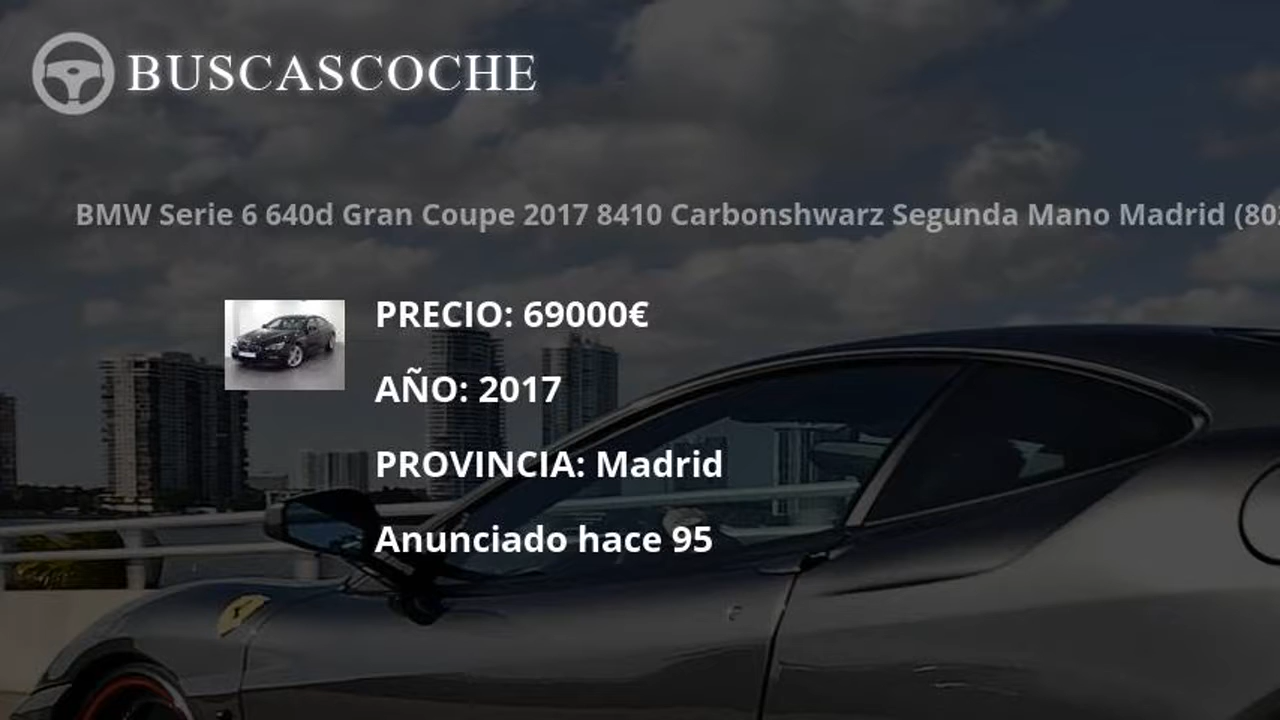 BUSCASCOCHE
BMW Serie 6 640d Gran Coupe 2017 8410 Carbonshwarz Segunda Mano Madrid (80
PRECIO: 69000€
AÑO: 2017
PROVINCIA: Madrid
Anunciado hace 95